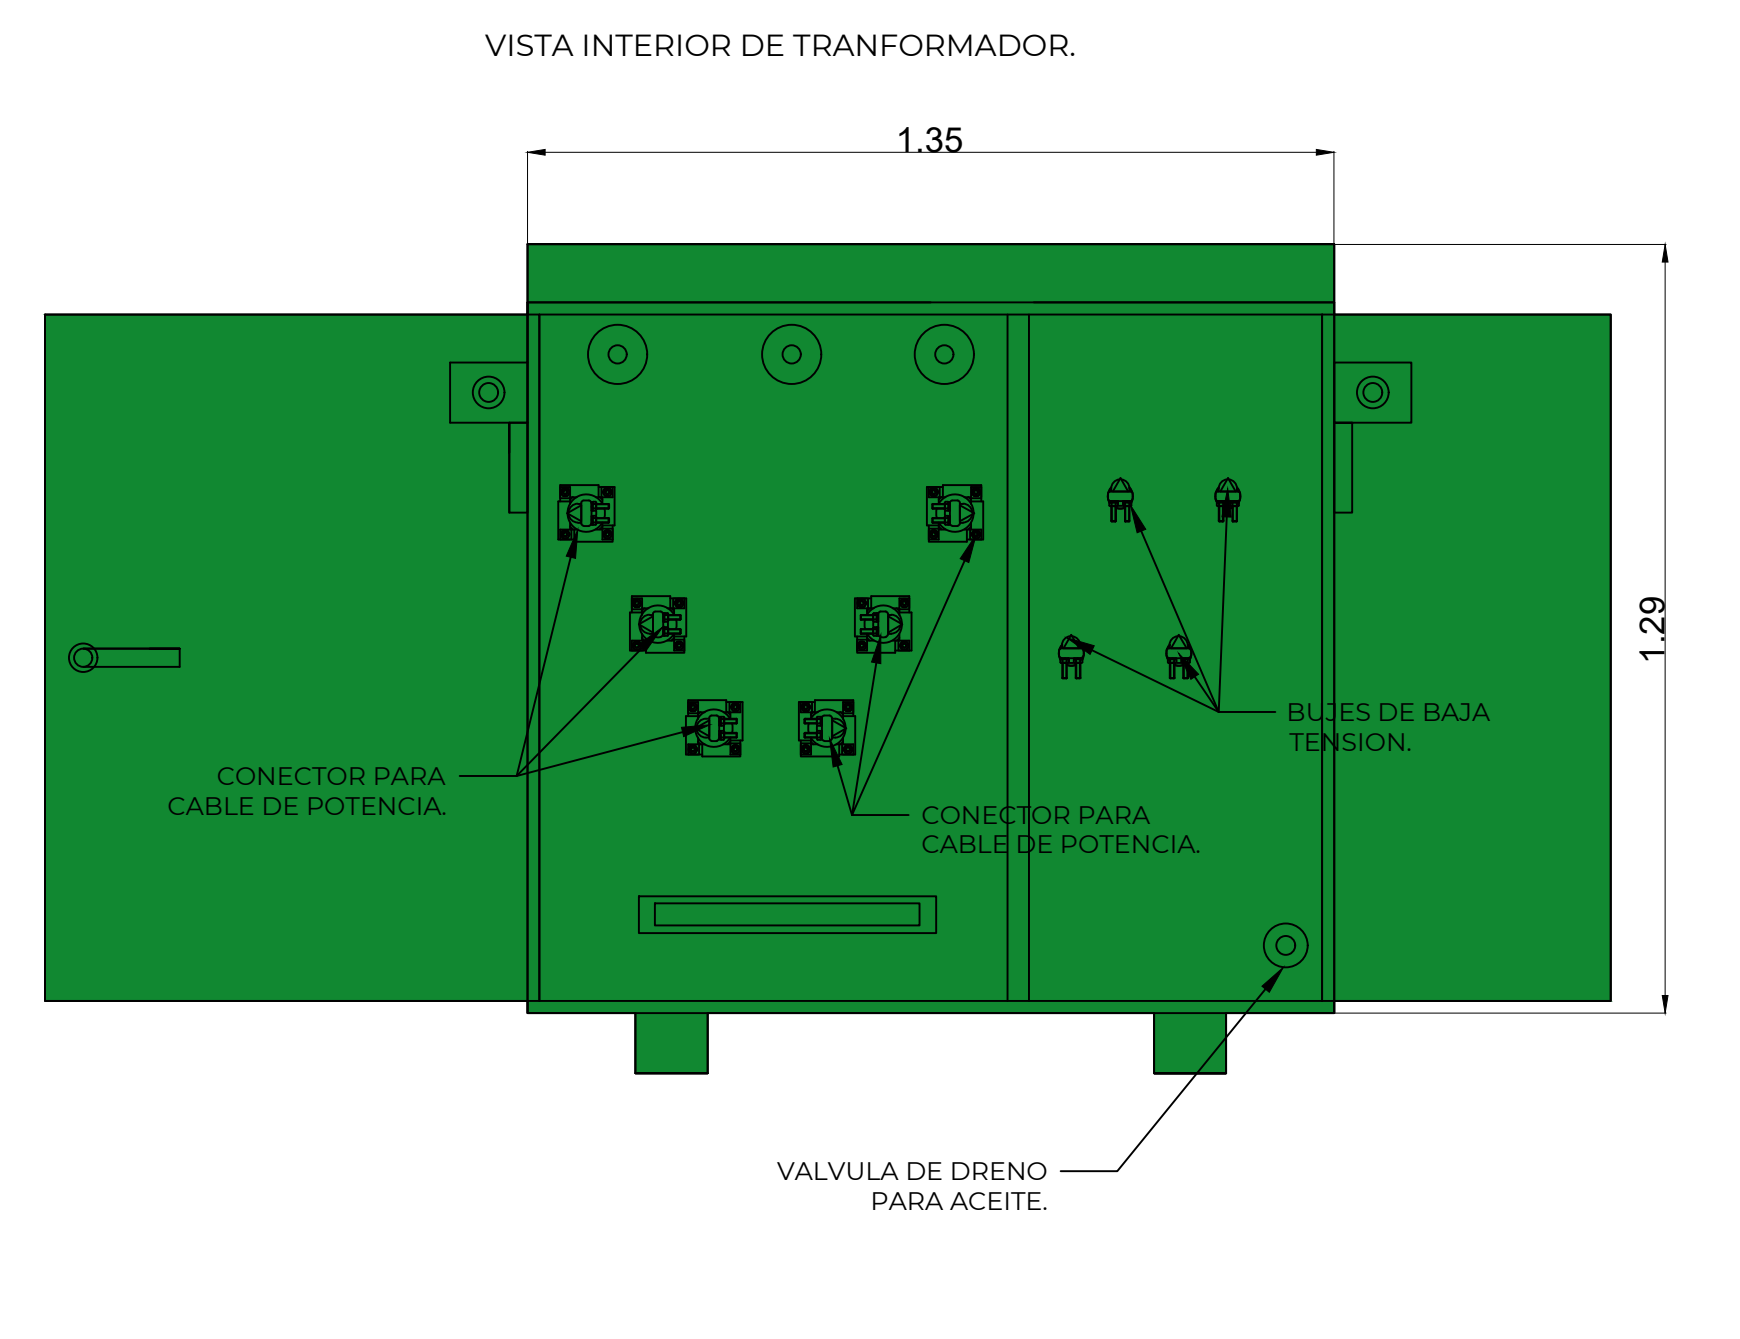 VISTA INTERIOR DE TRANFORMADOR.
1.35
1.29
BUJES DE BAJA
TENSION.
CONECTOR PARA
CABLE DE POTENCIA.
CONECTOR PARA
CABLE DE POTENCIA.
VALVULA DE DRENO
PARA ACEITE.